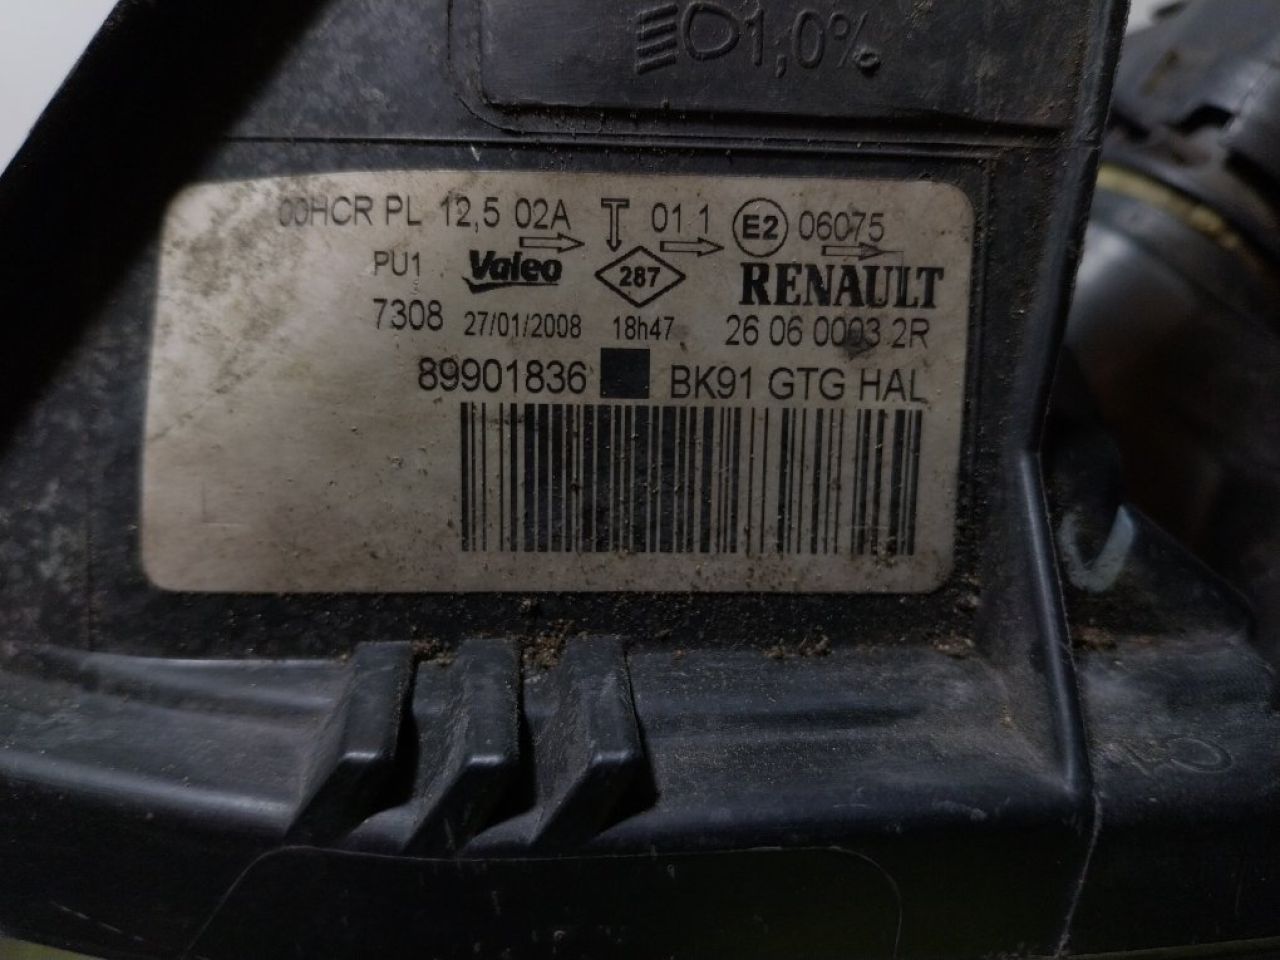 1,0%
00HCR PL 12,5 02A 01 1 E2 06075
PU1 Valeo 287 RENAULT
7308 27/01/2008 18h47 26 06 0003 2R
89901836 BK91 GTG HAL